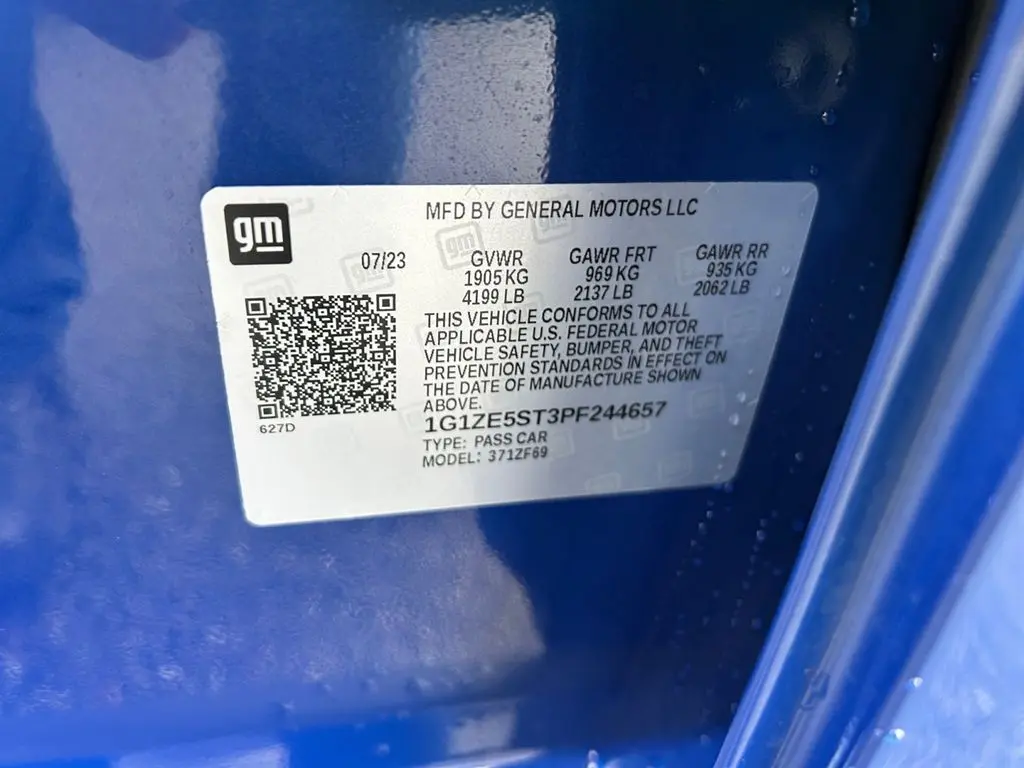 gm
MFD BY GENERAL MOTORS LLC
07/23
GVWR
1905 KG
4199 LB
GAWR FRT
969 KG
2137 LB
GAWR RR
935 KG
2062 LB
THIS VEHICLE CONFORMS TO ALL
APPLICABLE U.S. FEDERAL MOTOR
VEHICLE SAFETY, BUMPER, AND THEFT
PREVENTION STANDARDS IN EFFECT ON
THE DATE OF MANUFACTURE SHOWN
ABOVE.
1G1ZE5ST3PF244657
TYPE: PASS CAR
MODEL: 371ZF69
627D